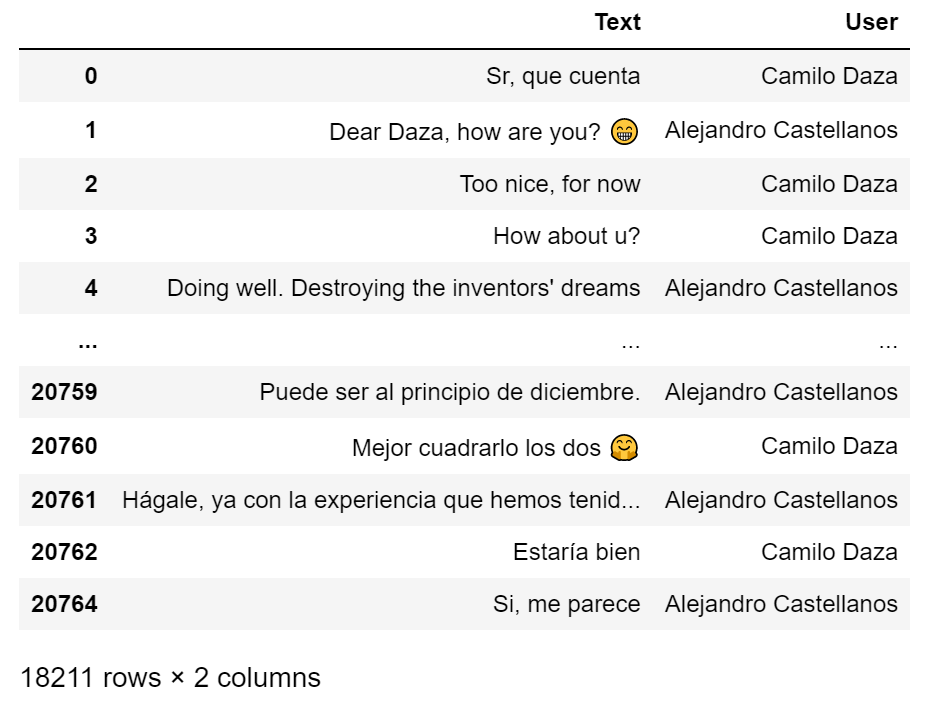 Text User
0 Sr, que cuenta Camilo Daza
1 Dear Daza, how are you? 😁 Alejandro Castellanos
2 Too nice, for now Camilo Daza
3 How about u? Camilo Daza
4 Doing well. Destroying the inventors' dreams Alejandro Castellanos
... ... ...
20759 Puede ser al principio de diciembre. Alejandro Castellanos
20760 Mejor cuadrarlo los dos 🤗 Camilo Daza
20761 Hágale, ya con la experiencia que hemos tenid... Alejandro Castellanos
20762 Estaría bien Camilo Daza
20764 Si, me parece Alejandro Castellanos
18211 rows × 2 columns